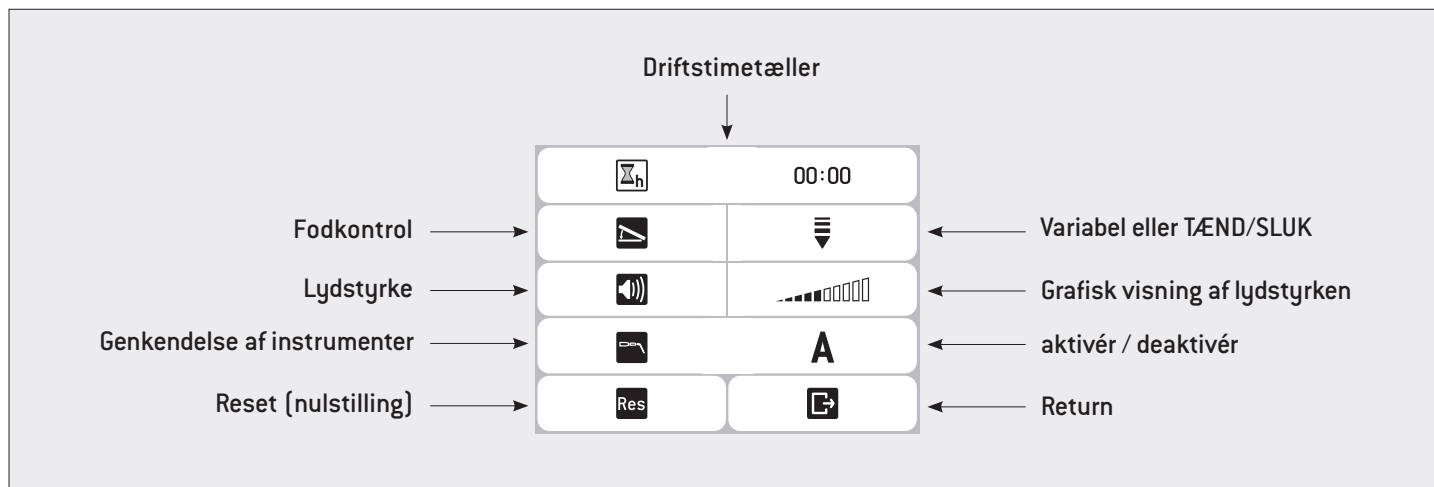 Driftstimetæller
h 00:00
Fodkontrol
Variabel eller TÆND/SLUK
Lydstyrke
Grafisk visning af lydstyrken
Genkendelse af instrumenter
A
aktivér / deaktivér
Reset (nulstilling)
Res
Return